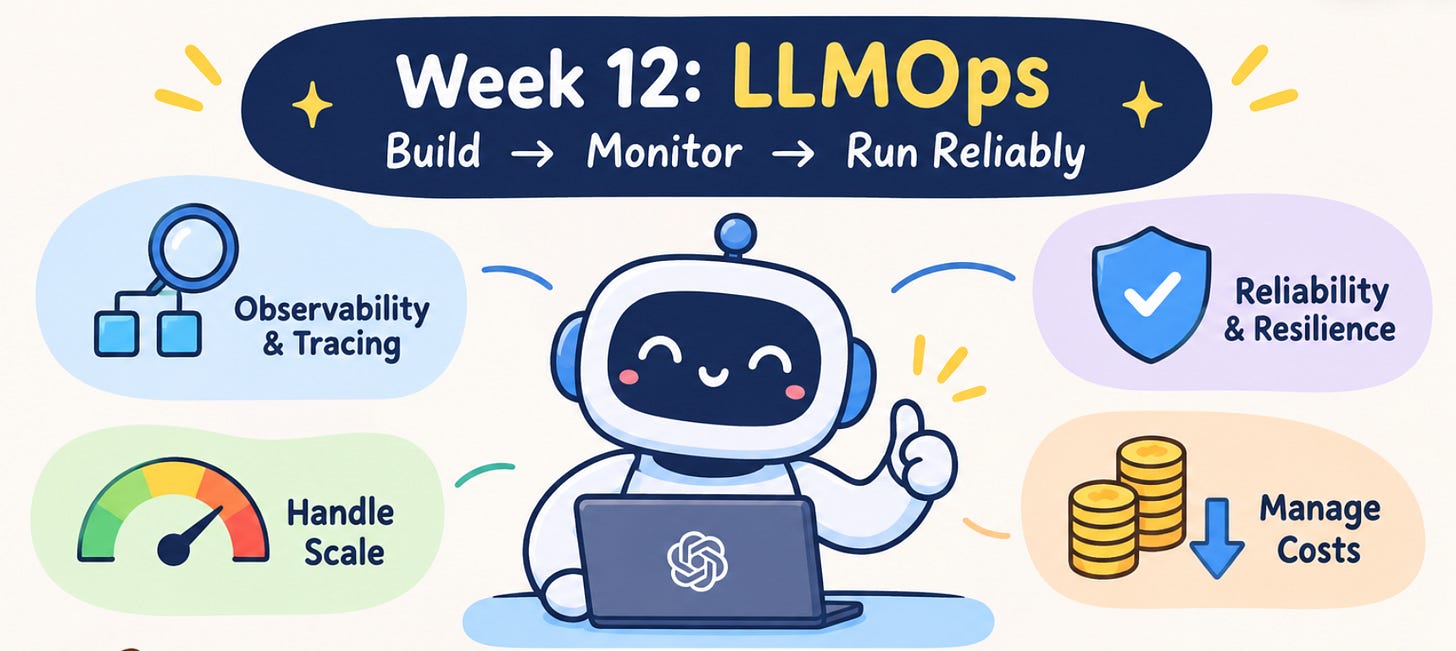 Week 12: LLMOps
Build → Monitor → Run Reliably
Observability
& Tracing
Reliability
& Resilience
Handle
Scale
Manage
Costs